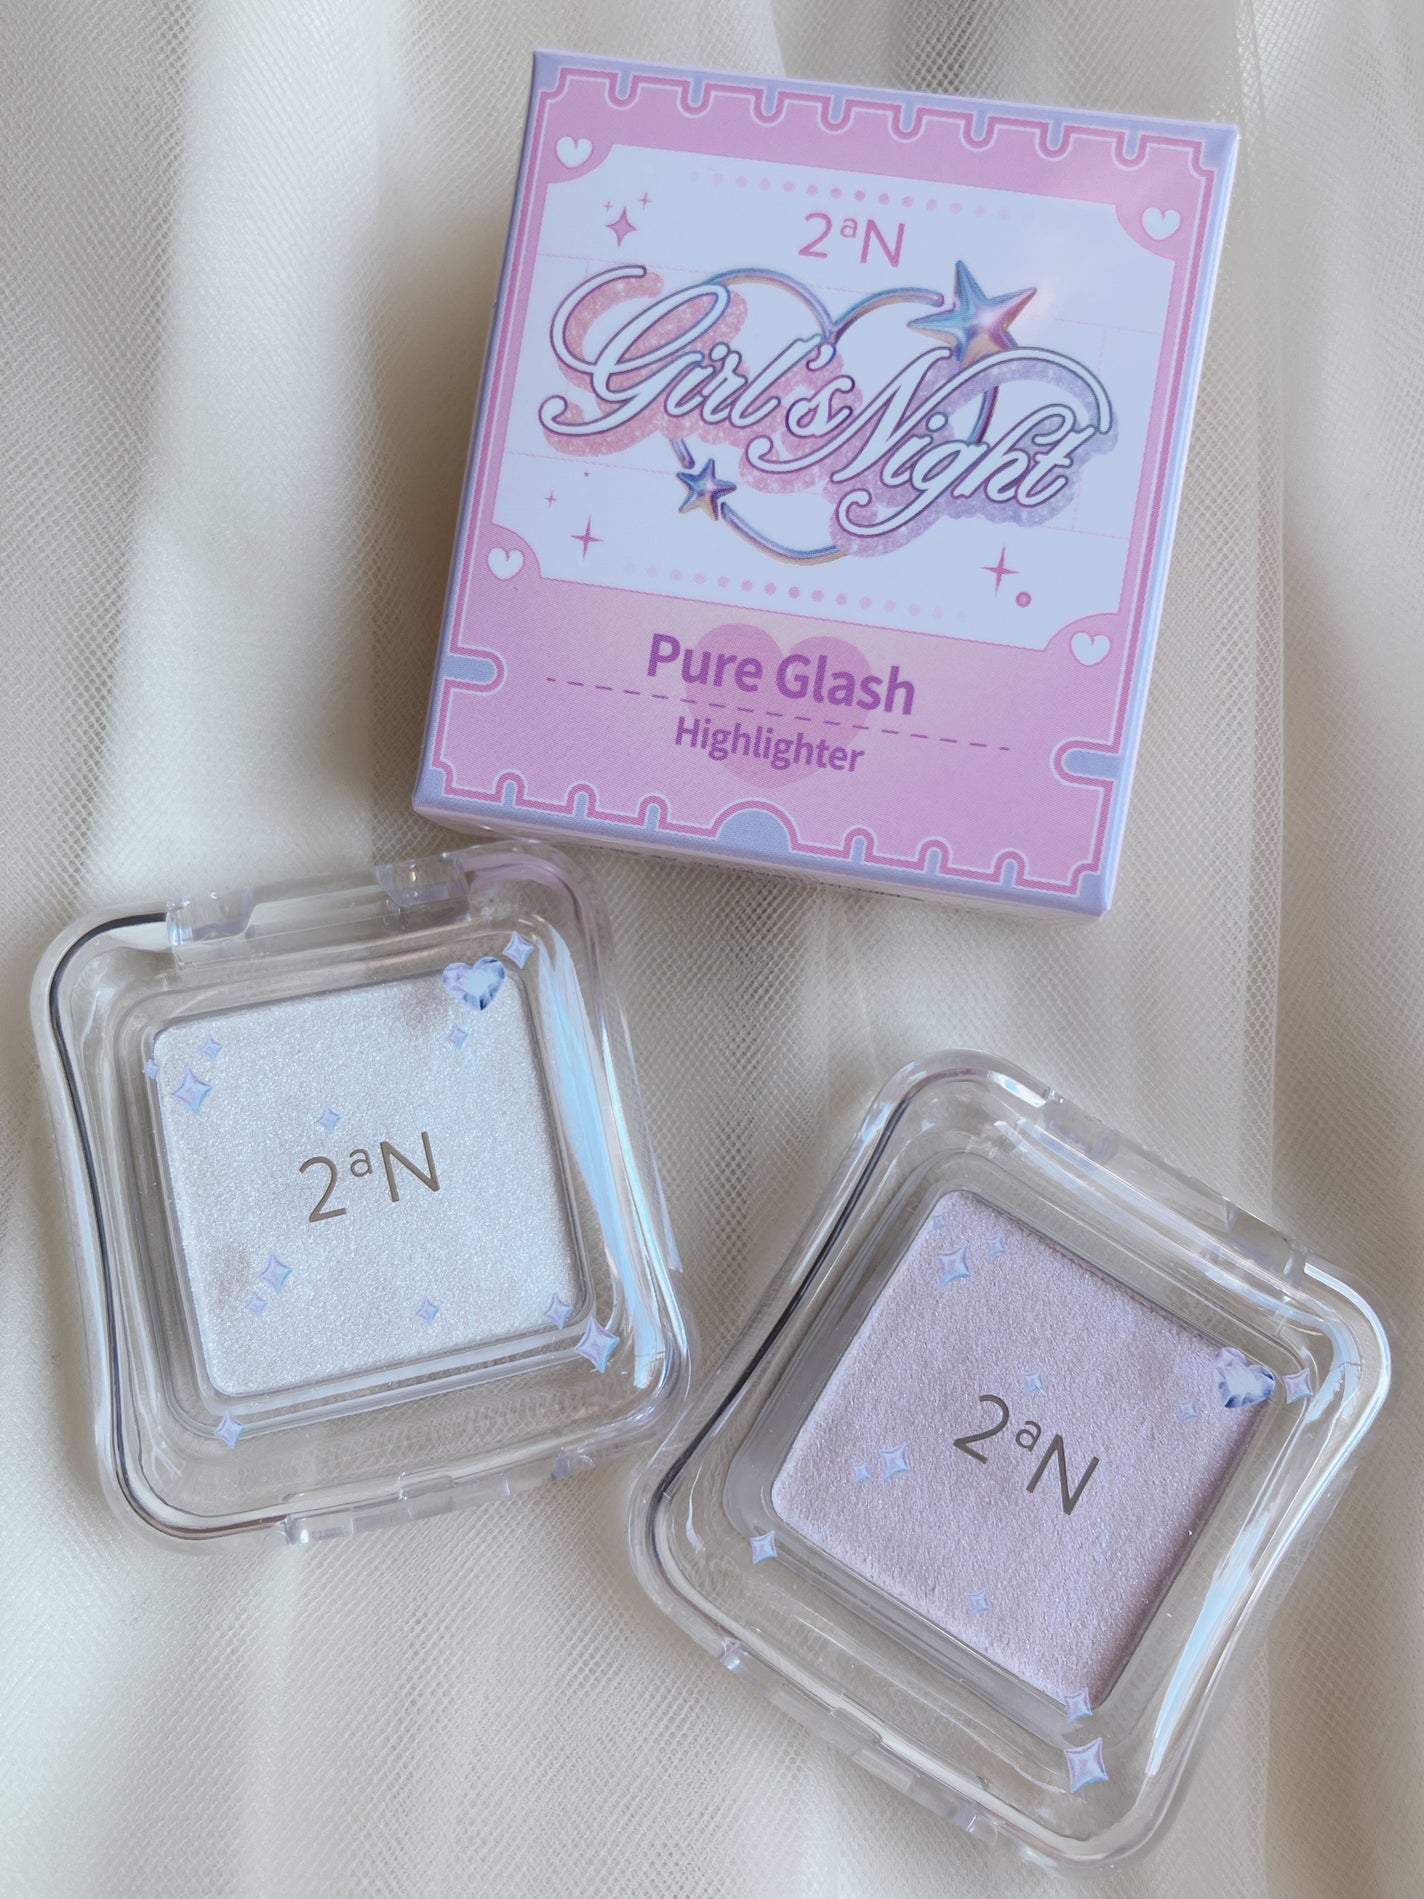 2aN
Girl's Night
Pure Glash
Highlighter
2aN
2aN